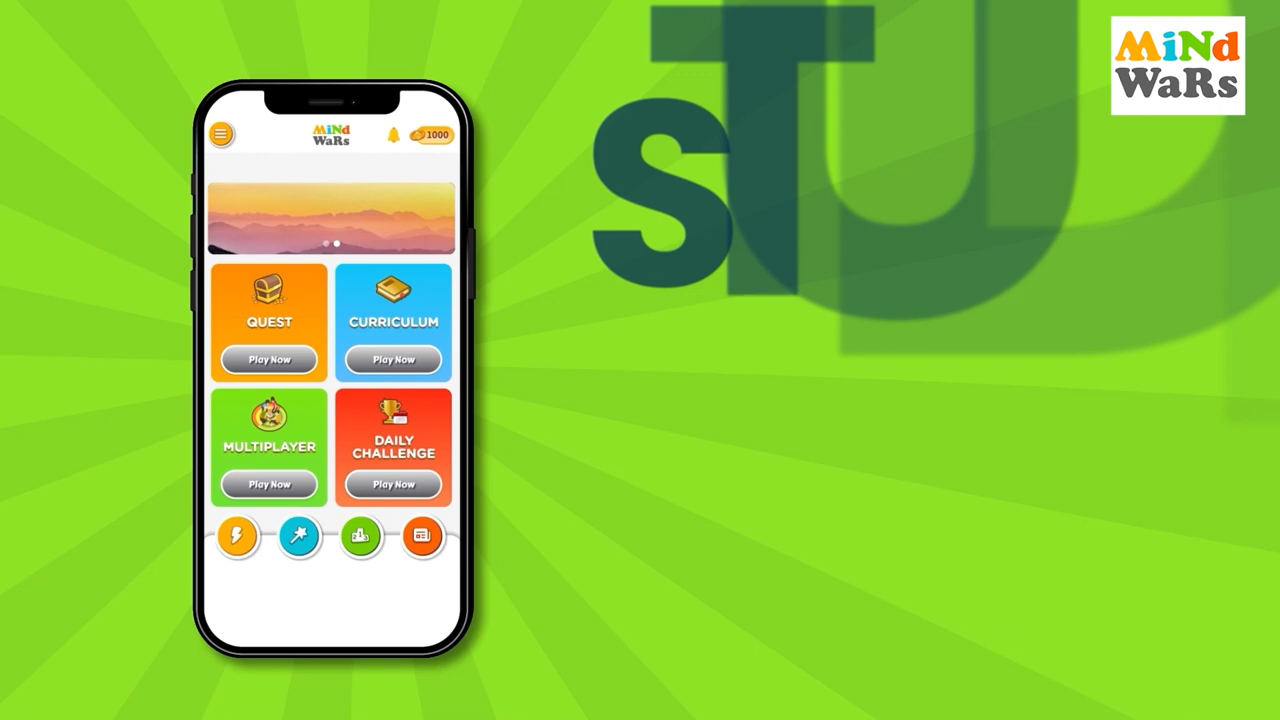 MiNd
WaRs
1000
QUEST
Play Now
CURRICULUM
Play Now
MULTIPLAYER
Play Now
DAILY
CHALLENGE
Play Now
1
STU
MiNd
WaRs